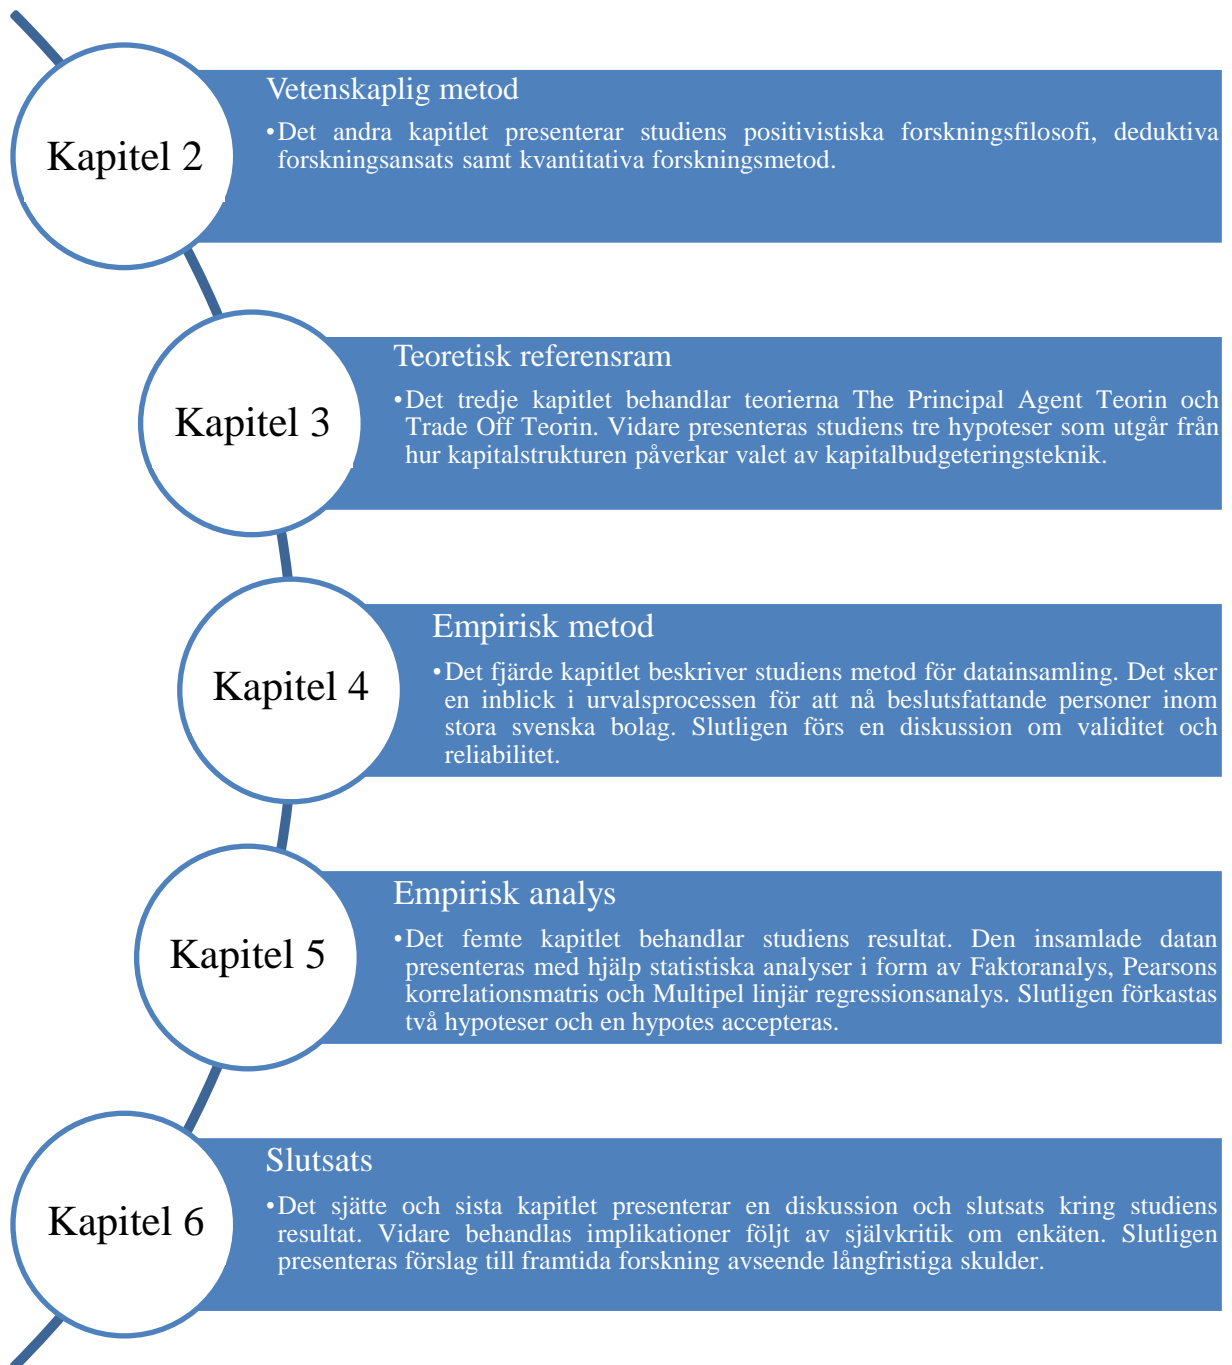 Kapitel 2
Vetenskaplig metod
•Det andra kapitlet presenterar studiens positivistiska forskningsfilosofi, deduktiva
forskningsansats samt kvantitativa forskningsmetod.
Kapitel 3
Teoretisk referensram
•Det tredje kapitlet behandlar teorierna The Principal Agent Teorin och
Trade Off Teorin. Vidare presenteras studiens tre hypoteser som utgår från
hur kapitalstrukturen påverkar valet av kapitalbudgeteringsteknik.
Kapitel 4
Empirisk metod
•Det fjärde kapitlet beskriver studiens metod för datainsamling. Det sker
en inblick i urvalsprocessen för att nå beslutsfattande personer inom
stora svenska bolag. Slutligen förs en diskussion om validitet och
reliabilitet.
Kapitel 5
Empirisk analys
•Det femte kapitlet behandlar studiens resultat. Den insamlade datan
presenteras med hjälp statistiska analyser i form av Faktoranalys, Pearsons
korrelationsmatris och Multipel linjär regressionsanalys. Slutligen förkastas
två hypoteser och en hypotes accepteras.
Kapitel 6
Slutsats
•Det sjätte och sista kapitlet presenterar en diskussion och slutsats kring studiens
resultat. Vidare behandlas implikationer följt av självkritik om enkäten. Slutligen
presenteras förslag till framtida forskning avseende långfristiga skulder.